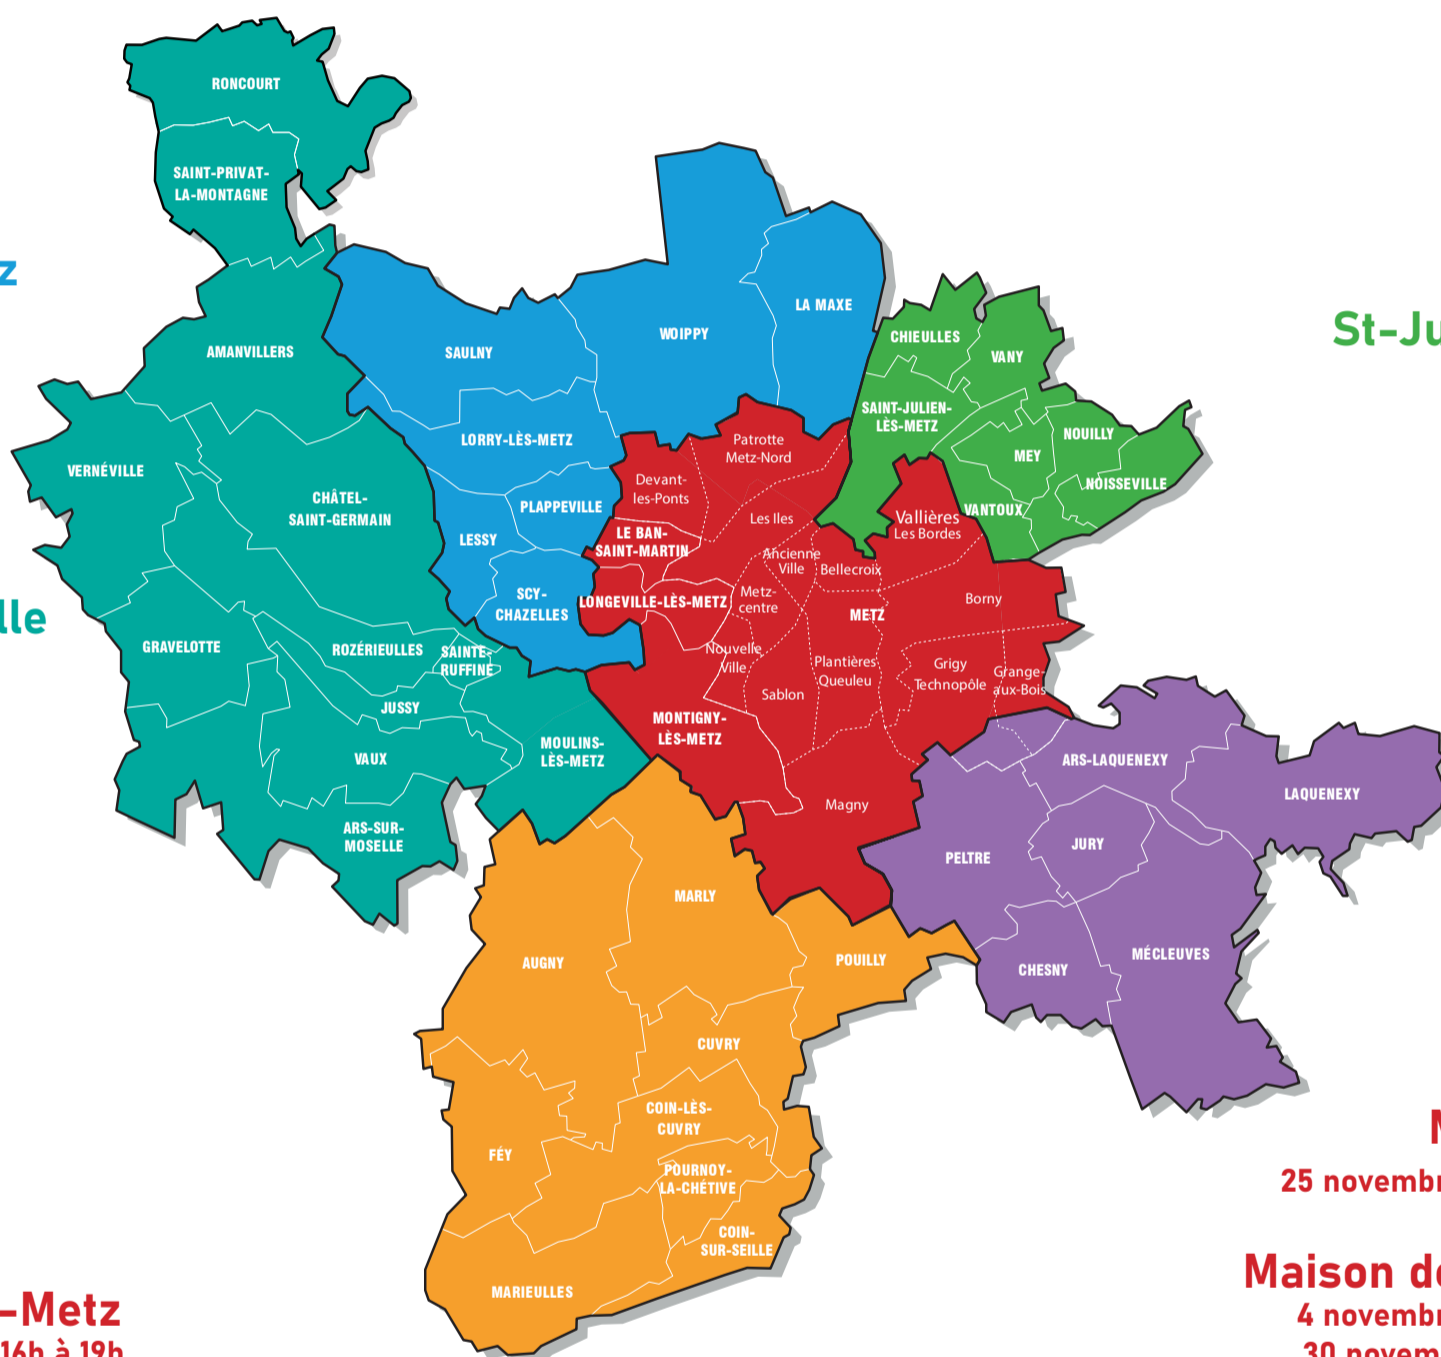 RONCOURT
SAINT-PRIVAT-
LA-MONTAGNE
z
AMANVILLERS
SAULNY
WOIPPY
LA MAXE
CHIEULLES
VANY
St-Ju
SAINT-JULIEN-
LÈS-METZ
NOUILLY
MEY
NOISSEVILLE
VANTOUX
LORRY-LÈS-METZ
PLAPPEVILLE
LESSY
SCY-
CHAZELLES
VERNÉVILLE
CHÂTEL-
SAINT-GERMAIN
Patrotte
Metz-Nord
Devant-
les-Ponts
Les Iles
LE BAN-
SAINT-MARTIN
Ancienne
Ville
Bellecroix
Vallières
Les Bordes
LONGEVILLE-LÈS-METZ
Metz-
centre
METZ
Borny
lle
GRAVELOTTE
ROZÉRIEULLES
SAINTE-
RUFFINE
JUSSY
VAUX
MOULINS-
LÈS-METZ
ARS-SUR-
MOSELLE
Nouvelle
Ville
Plantières
Queuleu
Grigy
Technopôle
Grange-
aux-Bois
Sablon
MONTIGNY-
LÈS-METZ
Magny
ARS-LAQUENEXY
LAQUENEXY
PELTRE
JURY
CHESNY
MÉCLEUVES
MARLY
AUGNY
POUILLY
CUVRY
COIN-LÈS-
CUVRY
FÉY
POURNOY-
LA-CHÉTIVE
COIN-
SUR-SEILLE
MARIEULLES
25 novembr
Maison de
4 novembr
30 novem
-Metz
16h à 19h